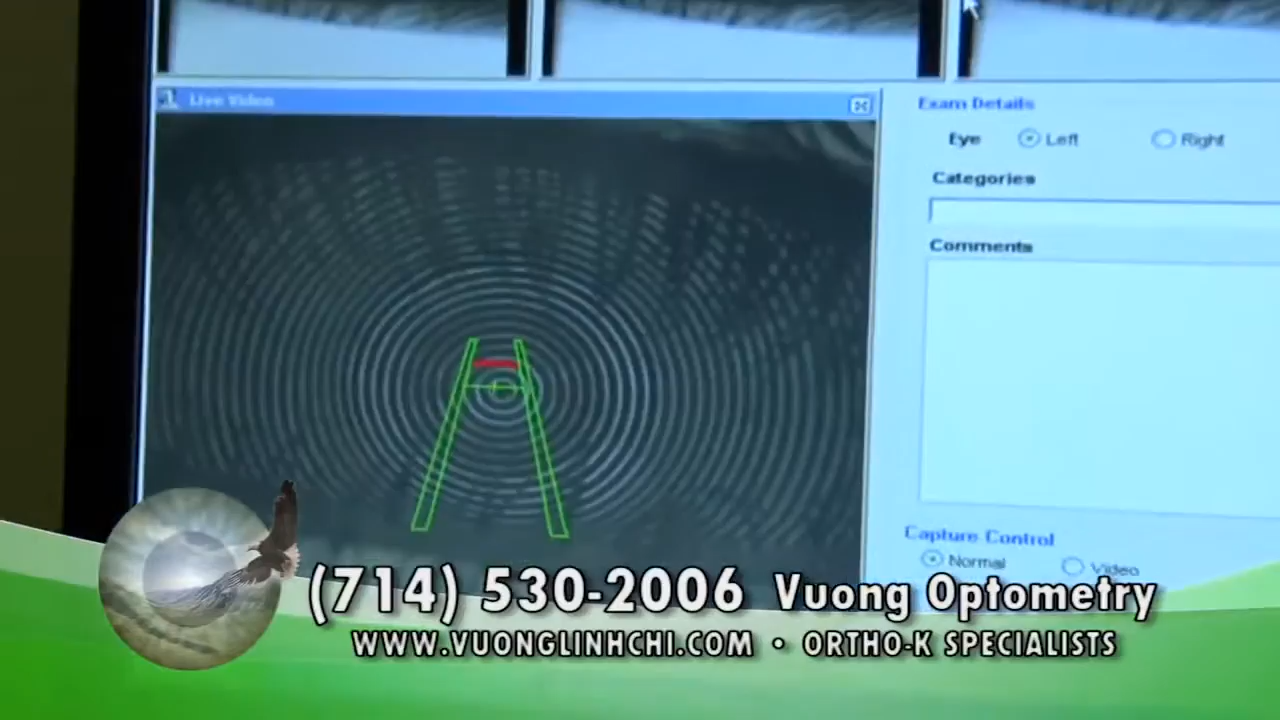 Live Video
Exam Details
Eye Left Right
Categories
Comments
Capture Control
Normal Video
(714) 530-2006 Vuong Optometry
WWW.VUONGLINHCHI.COM • ORTHO-K SPECIALISTS